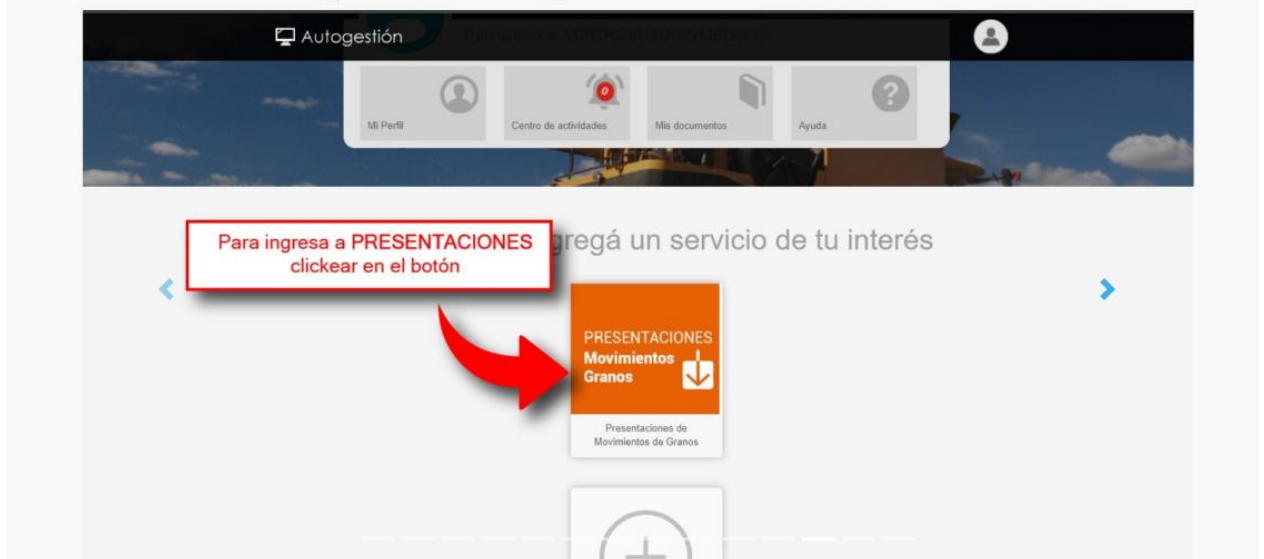 Autogestión
Mi Perfil
0
Centro de actividades
Mis documentos
?
Ayuda
Para ingresa a PRESENTACIONES
clickear en el botón
gregá un servicio de tu interés
PRESENTACIONES
Movimientos
Granos
Presentaciones de
Movimientos de Granos